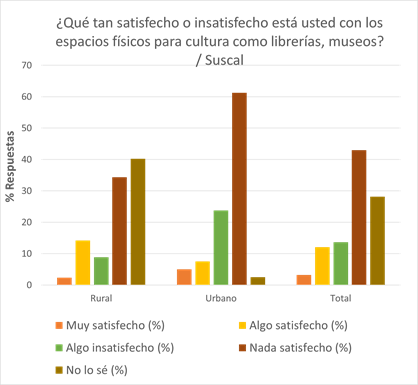 ¿Qué tan satisfecho o insatisfecho está usted con los
espacios físicos para cultura como librerías, museos?
/ Suscal
70
60
50
40
30
20
10
0
% Respuestas
Rural
Urbano
Total
Muy satisfecho (%)
Algo satisfecho (%)
Algo insatisfecho (%)
Nada satisfecho (%)
No lo sé (%)